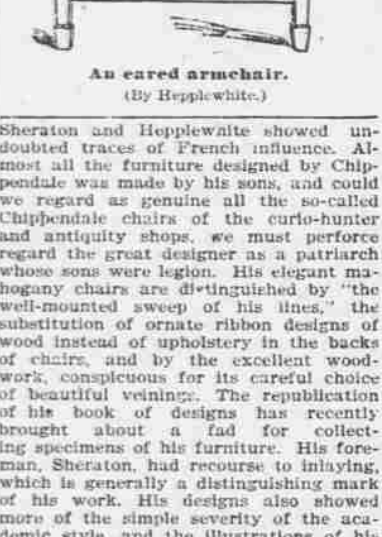 An eared armchair.
(By Hepplewhite.)
Sheraton and Hepplewhite showed un-
doubted traces of French influence. Al-
most all the furniture designed by Chip-
pendale was made by his sons, and could
we regard as genuine all the so-called
Chippendale chairs of the curio-hunter
and antiquity shops, we must perforce
regard the great designer as a patriarch
whose sons were legion. His elegant ma-
hogany chairs are distinguished by "the
well-mounted sweep of his lines," the
substitution of ornate ribbon designs of
wood instead of upholstery in the backs
of chairs, and by the excellent wood-
work, conspicuous for its careful choice
of beautiful veinings. The republication
of his book of designs has recently
brought about a fad for collect-
ing specimens of his furniture. His fore-
man, Sheraton, had recourse to inlaying,
which is generally a distinguishing mark
of his work. His designs also showed
more of the simple severity of the aca-
demic style, and the illustrations of his